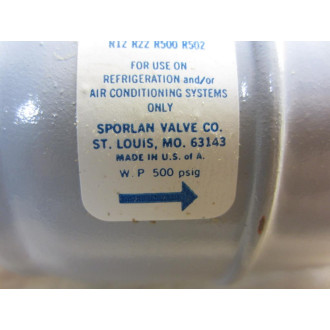 R12 R22 R500 R502
FOR USE ON
REFRIGERATION and/or
AIR CONDITIONING SYSTEMS
ONLY
SPORLAN VALVE CO.
ST. LOUIS, MO. 63143
MADE IN U.S. of A.
W. P 500 psig